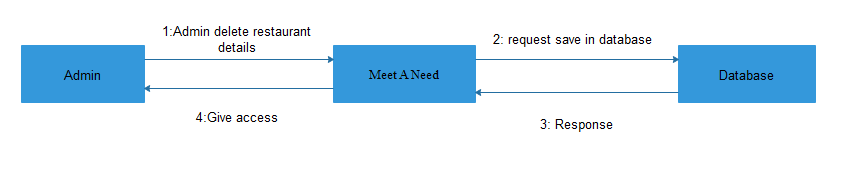 1:Admin delete restaurant
details
2: request save in database
Admin
Meet A Need
Database
4:Give access
3: Response